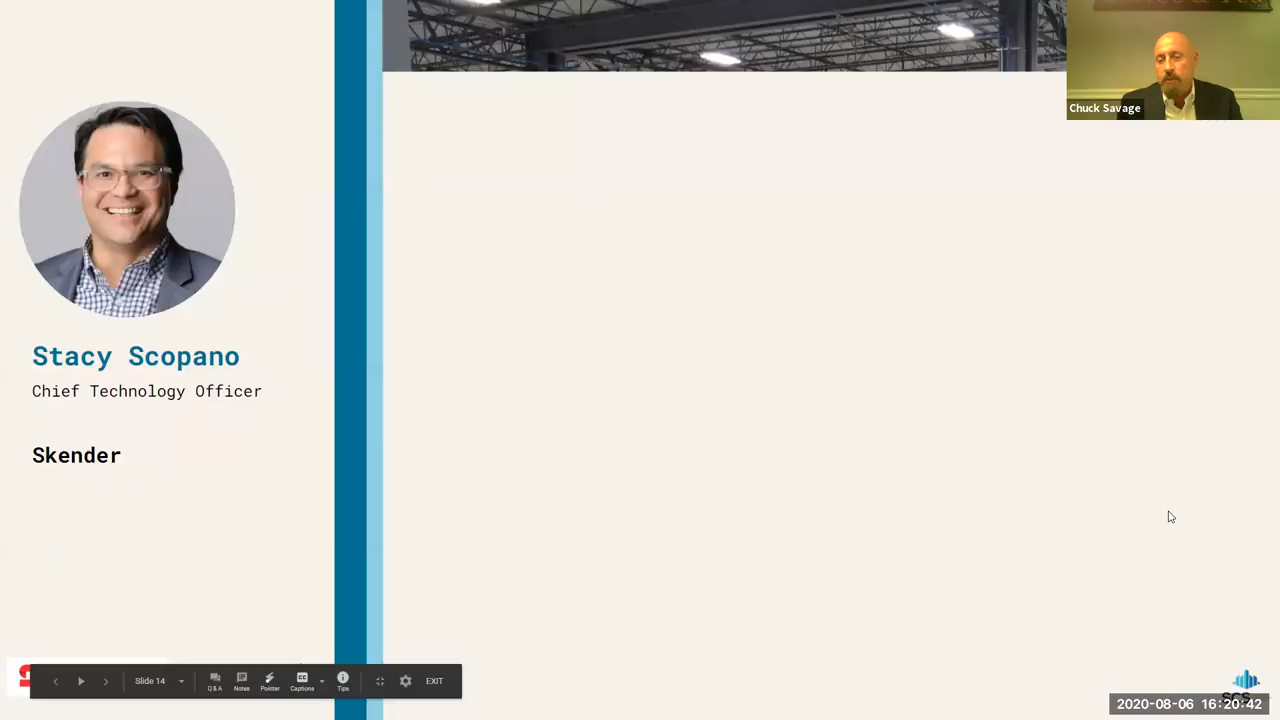 Chuck Savage
Stacy Scopano
Chief Technology Officer
Skender
Slide 14
Q & A
Notes
Pointer
Captions
Tips
EXIT
SCS
2020-08-06 16:20:42